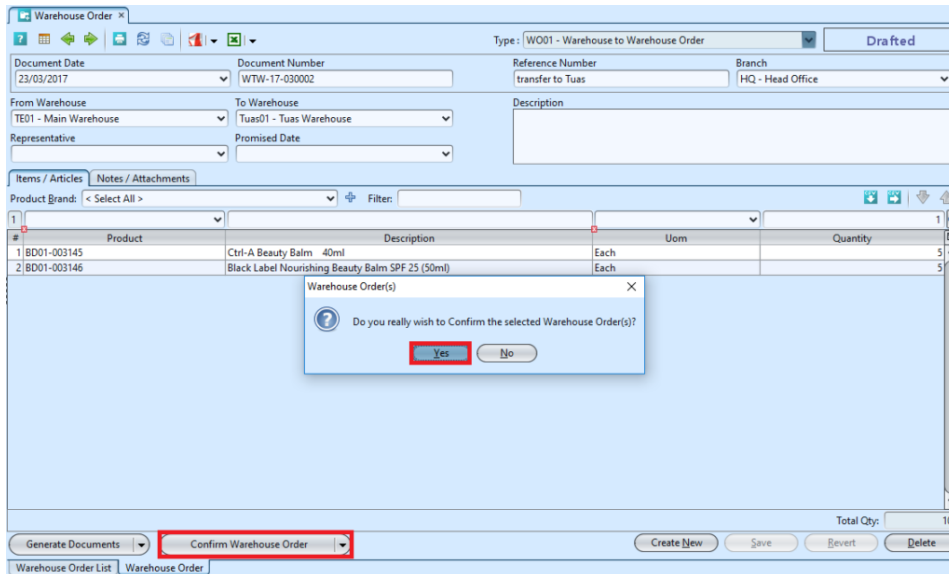 Warehouse Order ×
Type : WO01 - Warehouse to Warehouse Order Drafted
Document Date Document Number Reference Number Branch
23/03/2017 WTW-17-030002 transfer to Tuas HQ - Head Office
From Warehouse To Warehouse Description
TE01 - Main Warehouse Tuas01 - Tuas Warehouse
Representative Promised Date
Items / Articles Notes / Attachments
Product Brand: < Select All > Filter:
1 1
# Product Description Uom Quantity
1 BD01-003145 Ctrl-A Beauty Balm 40ml Each 5
2 BD01-003146 Black Label Nourishing Beauty Balm SPF 25 (50ml) Each 5
Warehouse Order(s)
Do you really wish to Confirm the selected Warehouse Order(s)?
Yes No
Total Qty: 10
Generate Documents Confirm Warehouse Order Create New Save Revert Delete
Warehouse Order List Warehouse Order